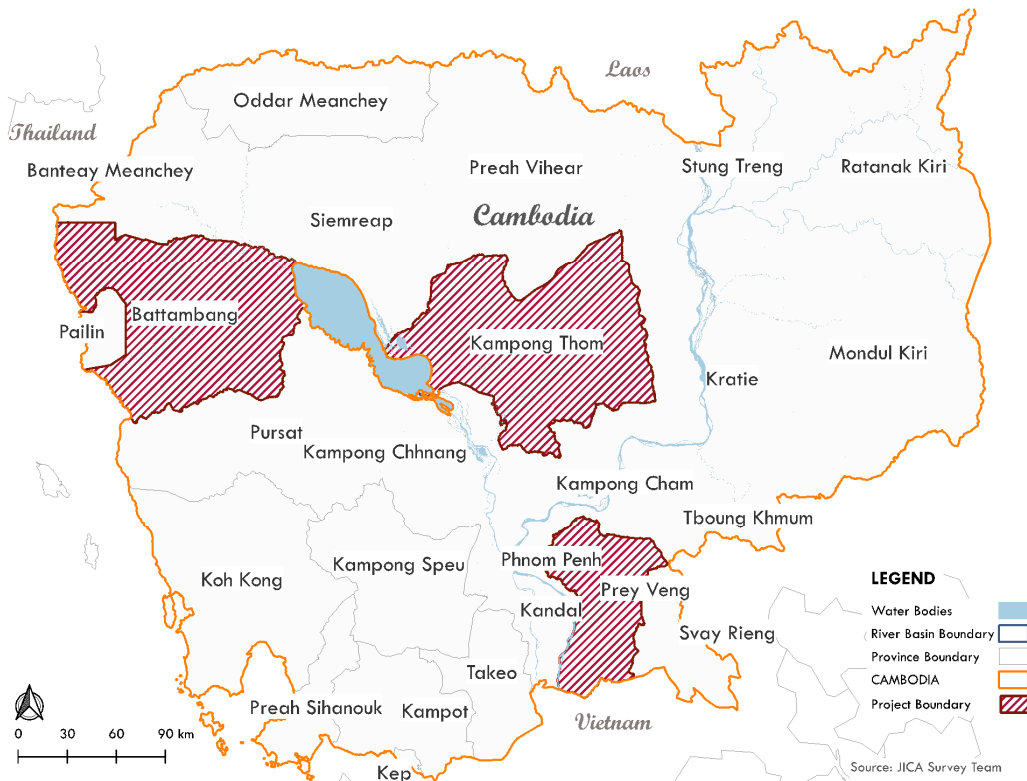 Laos
Oddar Meanchey
Thailand
Banteay Meanchey
Preah Vihear
Stung Treng
Ratanak Kiri
Siemreap
Cambodia
Battambang
Pailin
Kampong Thom
Mondul Kiri
Kratie
Pursat
Kampong Chhnang
Kampong Cham
Tboung Khmum
Phnom Penh
Kampong Speu
Koh Kong
Prey Veng
Kandal
Svay Rieng
Takeo
Preah Sihanouk
Kampot
Vietnam
Kep
LEGEND
Water Bodies
River Basin Boundary
Province Boundary
CAMBODIA
Project Boundary
0 30 60 90 km
Source: JICA Survey Team